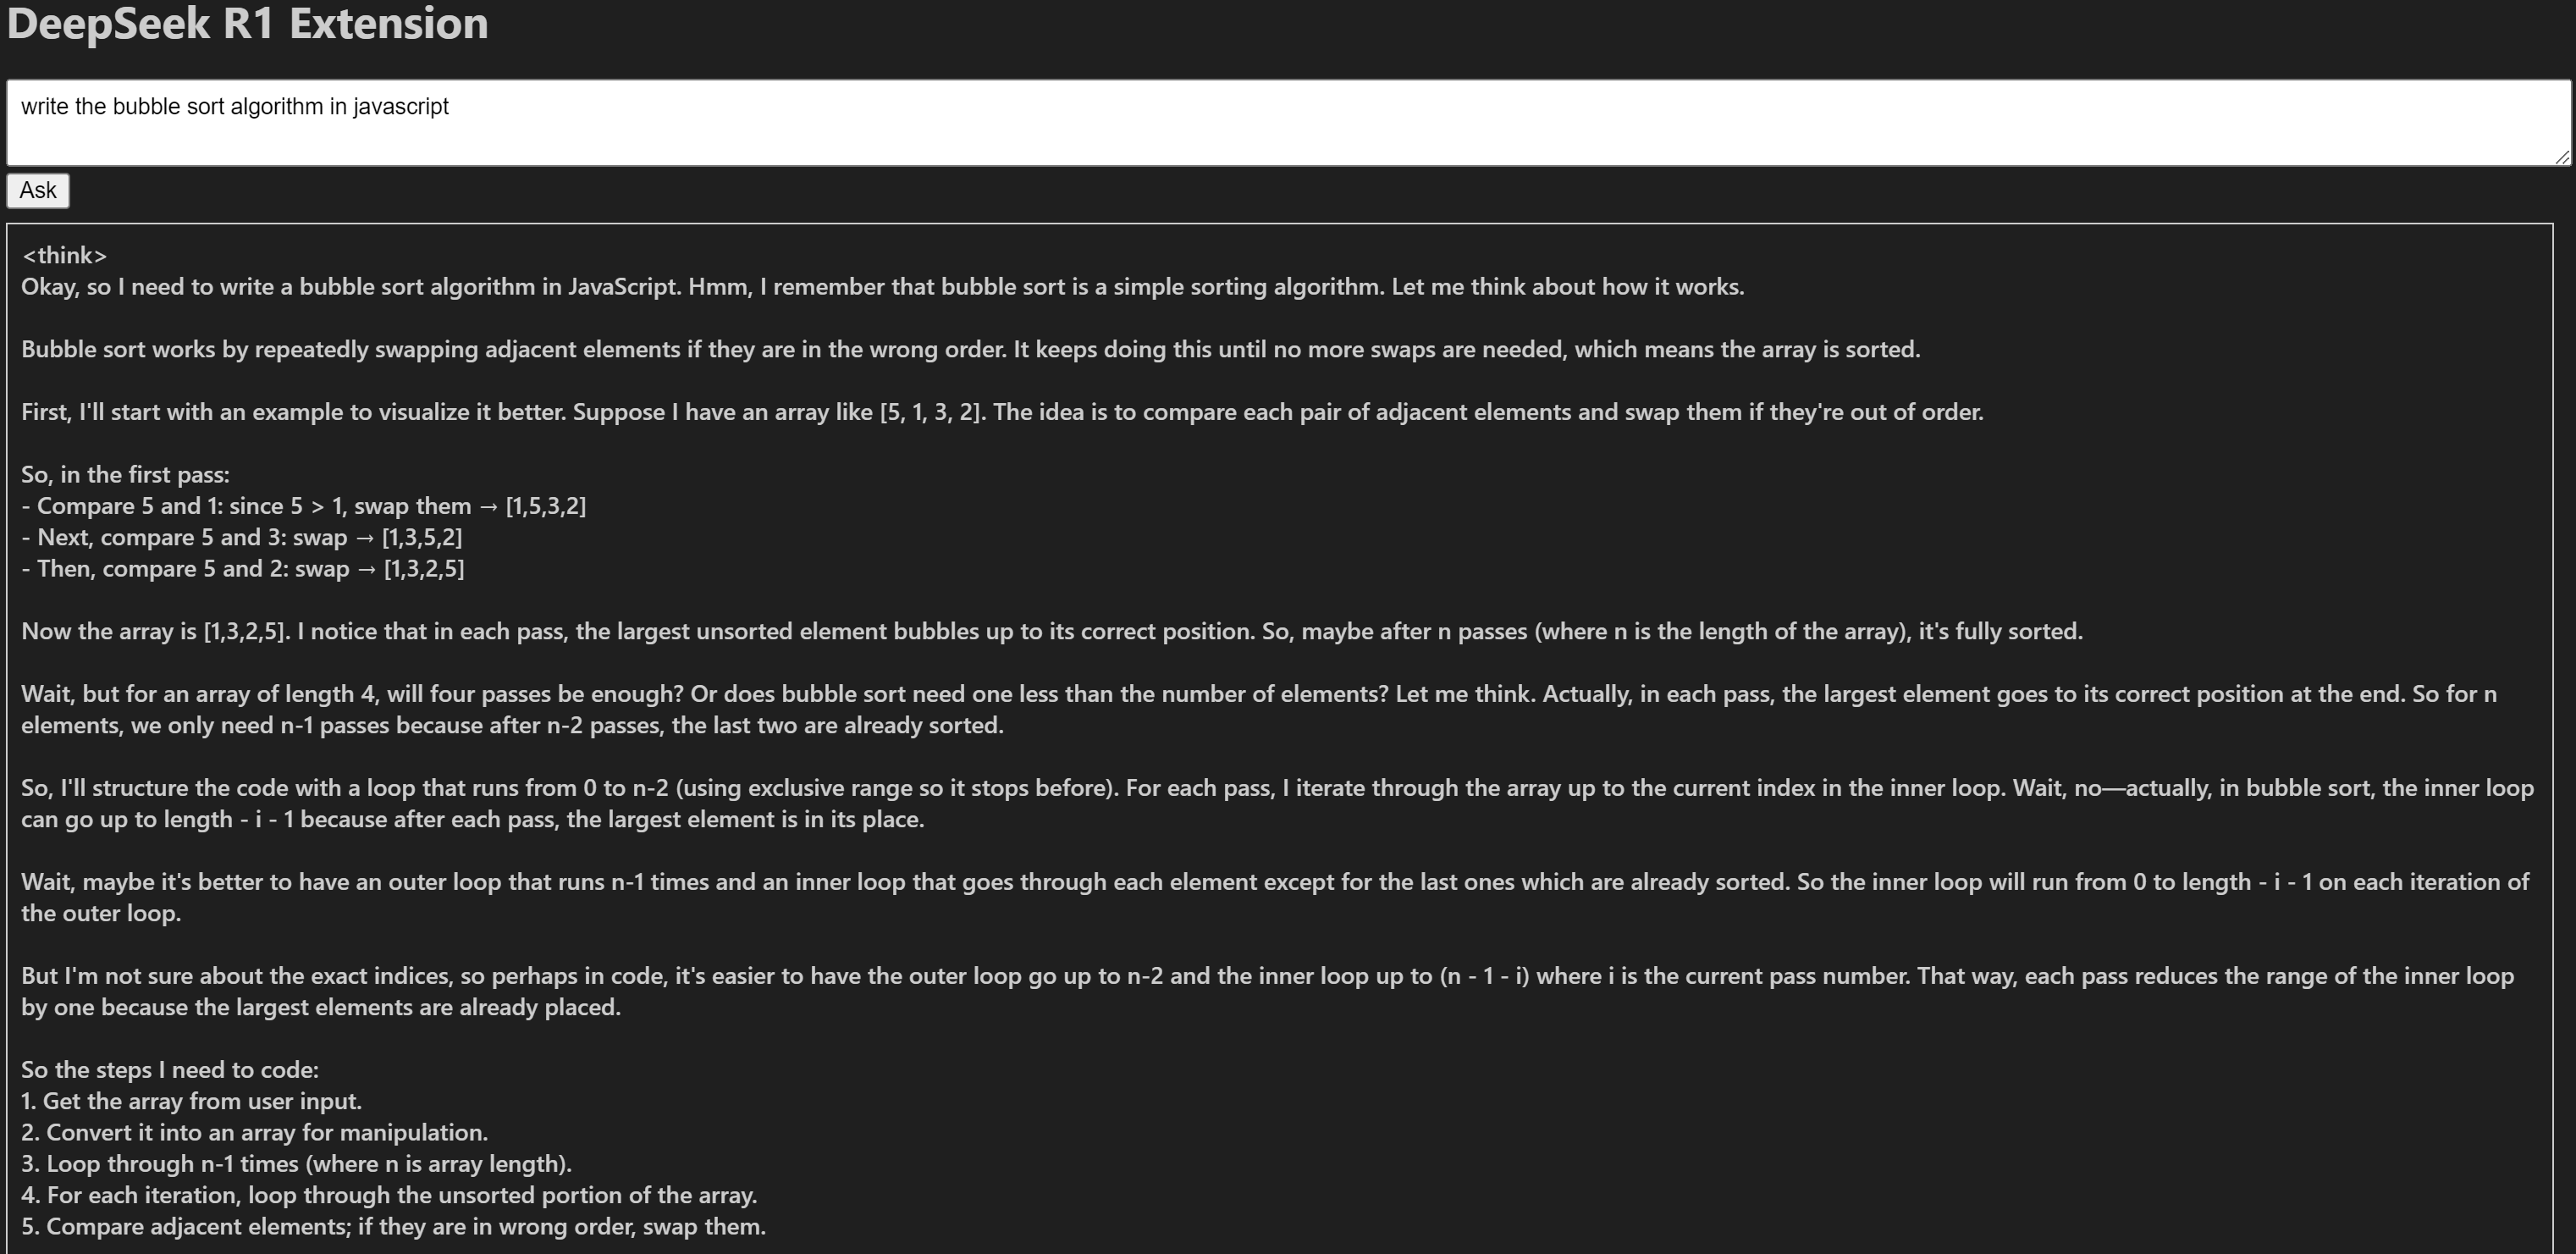 DeepSeek R1 Extension
write the bubble sort algorithm in javascript
Ask
<think>
Okay, so I need to write a bubble sort algorithm in JavaScript. Hmm, I remember that bubble sort is a simple sorting algorithm. Let me think about how it works.
Bubble sort works by repeatedly swapping adjacent elements if they are in the wrong order. It keeps doing this until no more swaps are needed, which means the array is sorted.
First, I'll start with an example to visualize it better. Suppose I have an array like [5, 1, 3, 2]. The idea is to compare each pair of adjacent elements and swap them if they're out of order.
So, in the first pass:
- Compare 5 and 1: since 5 > 1, swap them → [1,5,3,2]
- Next, compare 5 and 3: swap → [1,3,5,2]
- Then, compare 5 and 2: swap → [1,3,2,5]
Now the array is [1,3,2,5]. I notice that in each pass, the largest unsorted element bubbles up to its correct position. So, maybe after n passes (where n is the length of the array), it's fully sorted.
Wait, but for an array of length 4, will four passes be enough? Or does bubble sort need one less than the number of elements? Let me think. Actually, in each pass, the largest element goes to its correct position at the end. So for n
elements, we only need n-1 passes because after n-2 passes, the last two are already sorted.
So, I'll structure the code with a loop that runs from 0 to n-2 (using exclusive range so it stops before). For each pass, I iterate through the array up to the current index in the inner loop. Wait, no—actually, in bubble sort, the inner loop
can go up to length - i - 1 because after each pass, the largest element is in its place.
Wait, maybe it's better to have an outer loop that runs n-1 times and an inner loop that goes through each element except for the last ones which are already sorted. So the inner loop will run from 0 to length - i - 1 on each iteration of
the outer loop.
But I'm not sure about the exact indices, so perhaps in code, it's easier to have the outer loop go up to n-2 and the inner loop up to (n - 1 - i) where i is the current pass number. That way, each pass reduces the range of the inner loop
by one because the largest elements are already placed.
So the steps I need to code:
1. Get the array from user input.
2. Convert it into an array for manipulation.
3. Loop through n-1 times (where n is array length).
4. For each iteration, loop through the unsorted portion of the array.
5. Compare adjacent elements; if they are in wrong order, swap them.